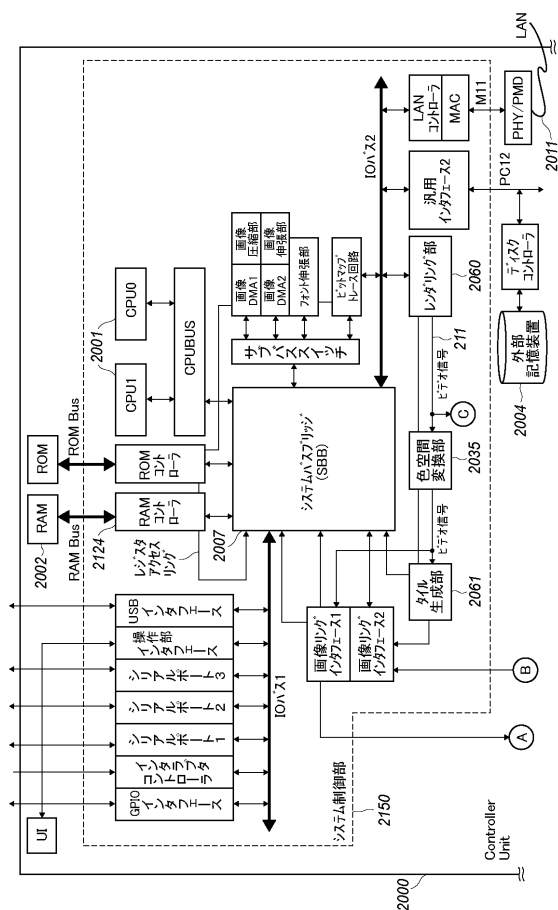 2000
Controller
Unit
システム制御部
2150
UI
GPIO
インタフェース
インタラプタ
コントローラ
シリアルポート1
シリアルポート2
シリアルポート3
操作部
インタフェース
USB
インタフェース
IOバス1
RAM
2002
ROM
RAM Bus
ROM Bus
2124
RAMコント
ローラ
ROMコント
ローラ
レジスタ
アクセス
リング
2007
CPU1
CPU0
2001
CPUBUS
システムバスブリッジ
(SBB)
サブバススイッチ
画像
DMA1
画像
圧縮部
画像
DMA2
画像
伸張部
フォント伸張部
ビットマップ
トレース回路
IOバス2
画像リング
インタフェース1
画像リング
インタフェース2
タイル
生成部
2061
ビデオ信号
色空間
変換部
2035
ビデオ信号
211
レンダリング部
2060
汎用
インタフェース2
LAN
コントローラ
MAC
M11
PHY/PMD
LAN
2011
PC12
ディスク
コントローラ
外部
記憶装置
2004
A
B
C